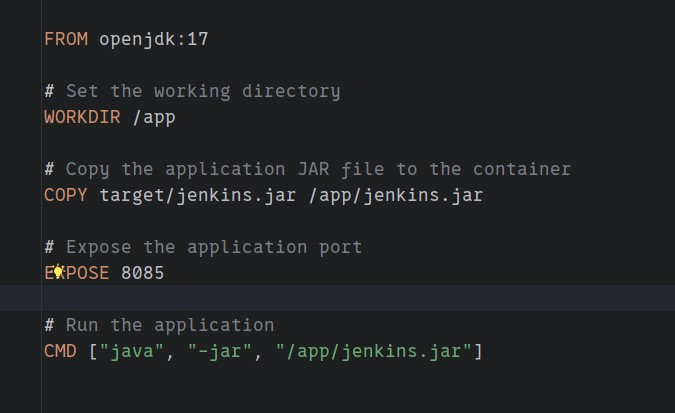 FROM openjdk:17
# Set the working directory
WORKDIR /app
# Copy the application JAR file to the container
COPY target/jenkins.jar /app/jenkins.jar
# Expose the application port
EXPOSE 8085
# Run the application
CMD ["java", "-jar", "/app/jenkins.jar"]